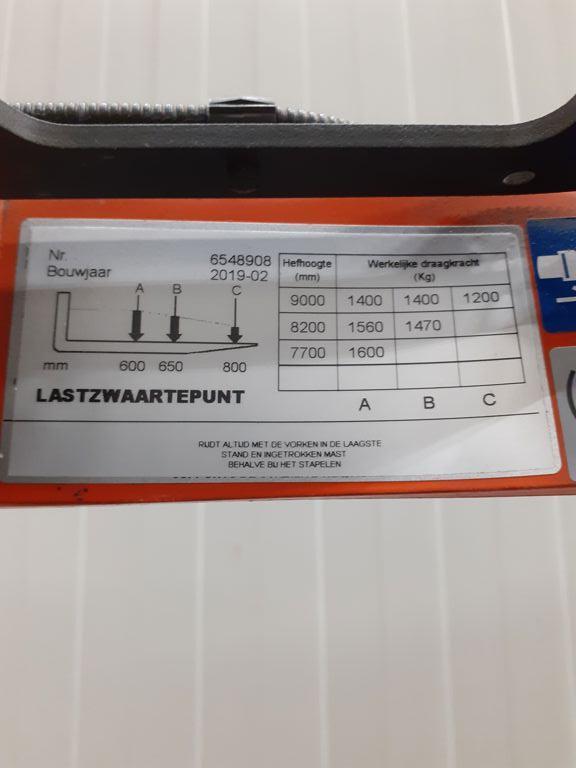 Nr. 6548908
Bouwjaar 2019-02
A B C
mm 600 650 800
LASTZWAARTEPUNT
Hefhoogte (mm) Werkelijke draagkracht (Kg)
9000 1400 1400 1200
8200 1560 1470
7700 1600
A B C
RIJDT ALTIJD MET DE VORKEN IN DE LAAGSTE
STAND EN INGETROKKEN MAST
BEHALVE BIJ HET STAPELEN